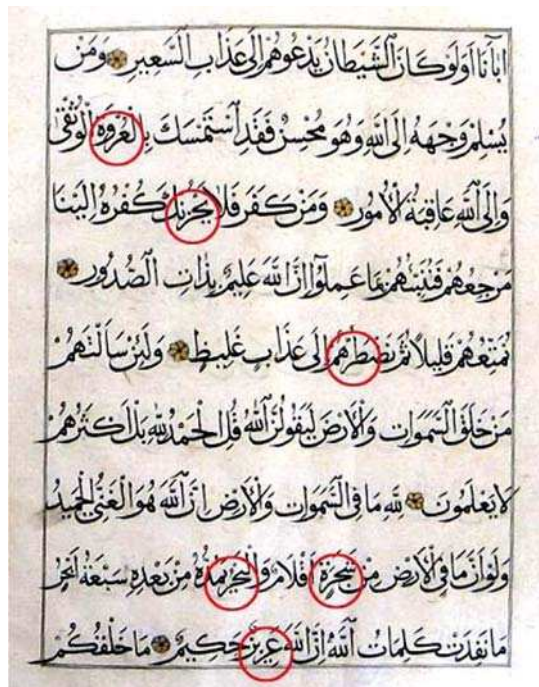 اباءنا اولو كان الشيطان يدعوهم الى عذاب السعير ومن
يسلم وجهه الى الله وهو محسن فقد استمسك بالعروة الوثقى
والى الله عاقبة الامور ومن كفر فلا يحزنك كفره الينا
مرجعهم فننبئهم بما عملوا ان الله عليم بذات الصدور
نمتعهم قليلا ثم نضطرهم الى عذاب غليظ ولئن سالتهم
من خلق السموات والارض ليقولن الله قل الحمد لله بل اكثرهم
لا يعلمون لله ما في السموات والارض ان الله هو الغني الحميد
ولو ان ما في الارض من شجرة اقلام والبحر يمده من بعده سبعة ابحر
ما نفدت كلمات الله ان الله عزيز حكيم ما خلقكم